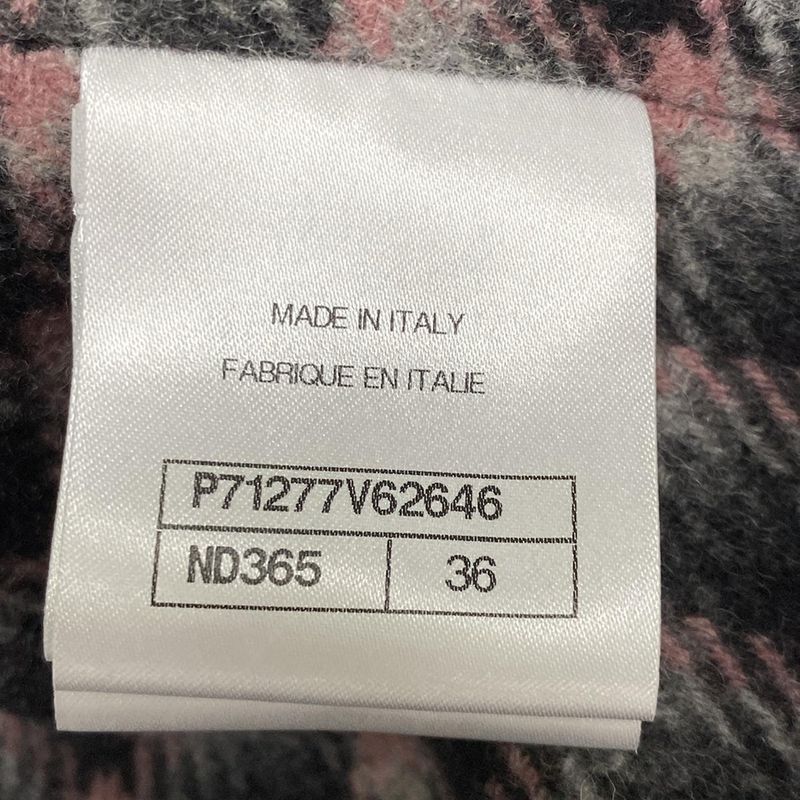 MADE IN ITALY
FABRIQUE EN ITALIE
P71277V62646
ND365 36